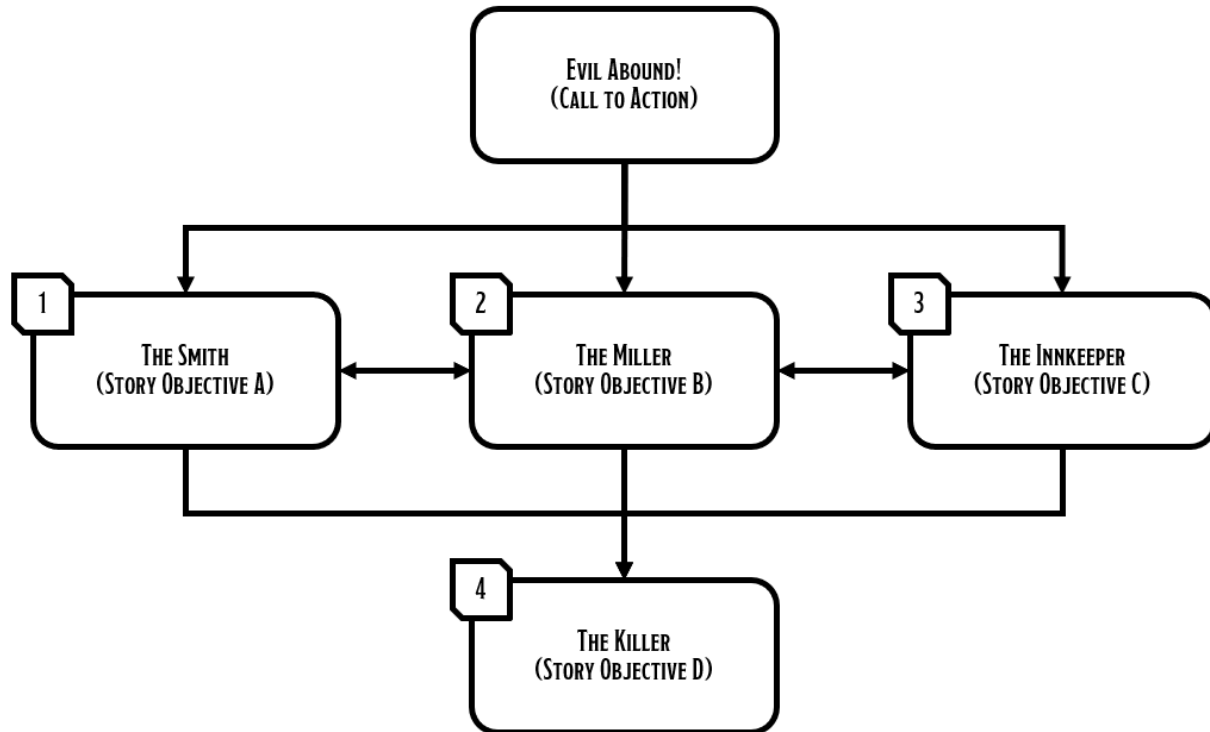 Evil Abound!
(Call to Action)
1
The Smith
(Story Objective A)
2
The Miller
(Story Objective B)
3
The Innkeeper
(Story Objective C)
4
The Killer
(Story Objective D)